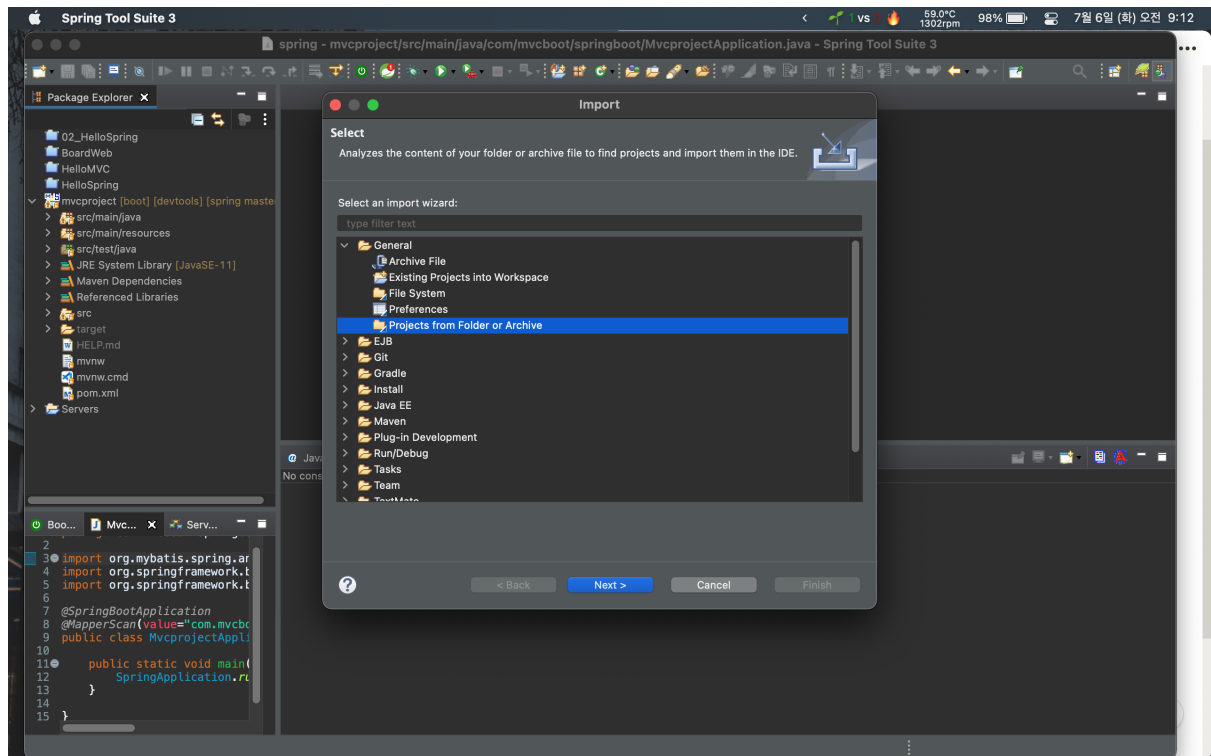 Spring Tool Suite 3
1 vs
59.0°C
1302rpm
98%
7월 6일 (화) 오전 9:12
spring - mvcproject/src/main/java/com/mvcboot/springboot/MvcprojectApplication.java - Spring Tool Suite 3
Package Explorer
02_HelloSpring
BoardWeb
HelloMVC
HelloSpring
mvcproject [boot] [devtools] [spring maste
src/main/java
src/main/resources
src/test/java
JRE System Library [JavaSE-11]
Maven Dependencies
Referenced Libraries
src
target
HELP.md
mvnw
mvnw.cmd
pom.xml
Servers
Import
Select
Analyzes the content of your folder or archive file to find projects and import them in the IDE.
Select an import wizard:
type filter text
General
Archive File
Existing Projects into Workspace
File System
Preferences
Projects from Folder or Archive
EJB
Git
Gradle
Install
Java EE
Maven
Plug-in Development
Run/Debug
Tasks
Team
TextMate
< Back
Next >
Cancel
Finish
@ Java
No cons
Boo...
Mvc...
Serv...
2
3 import org.mybatis.spring.an
4 import org.springframework.b
5 import org.springframework.b
6
7 @SpringBootApplication
8 @MapperScan(value="com.mvcbo
9 public class MvcprojectAppli
10
11 public static void main(
12 SpringApplication.ru
13 }
14
15 }